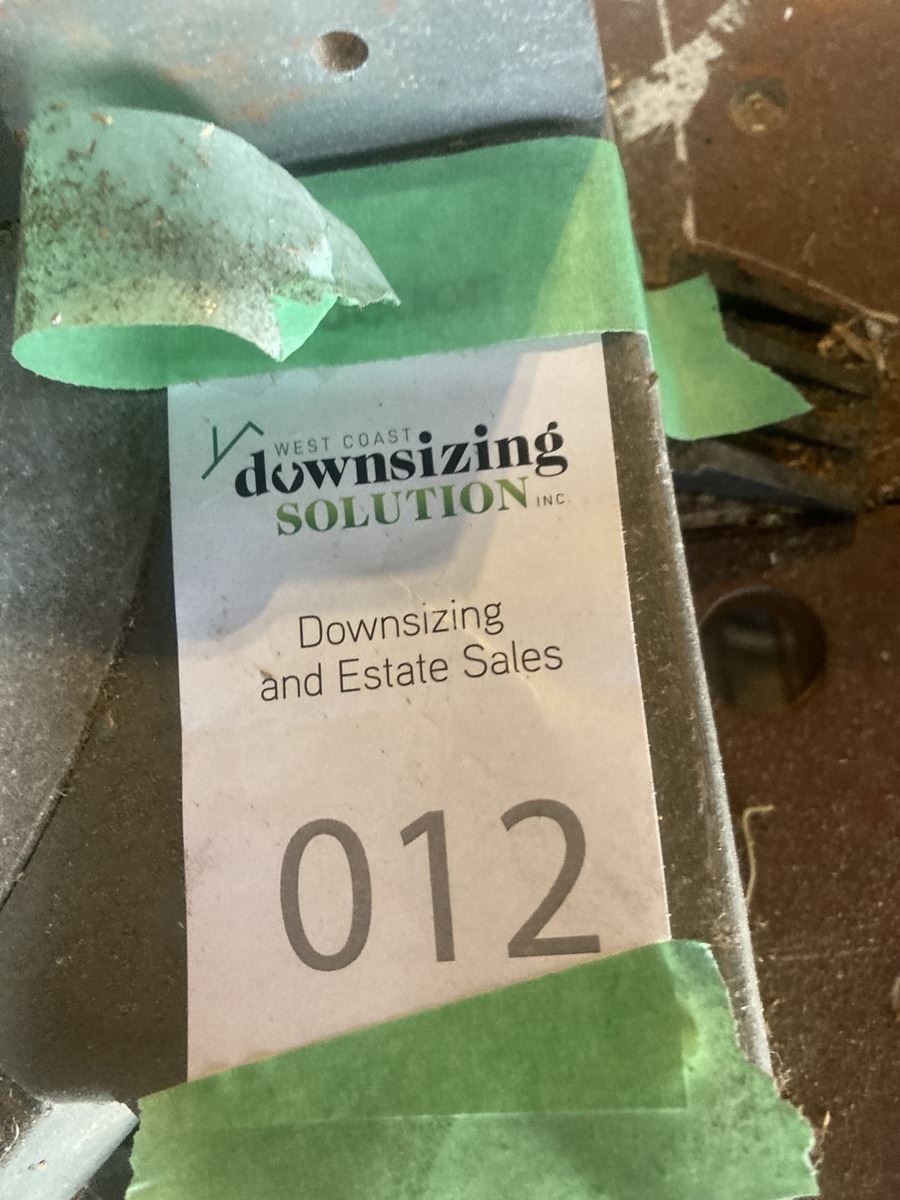 WEST COAST
downsizing
SOLUTION INC.
Downsizing
and Estate Sales
012